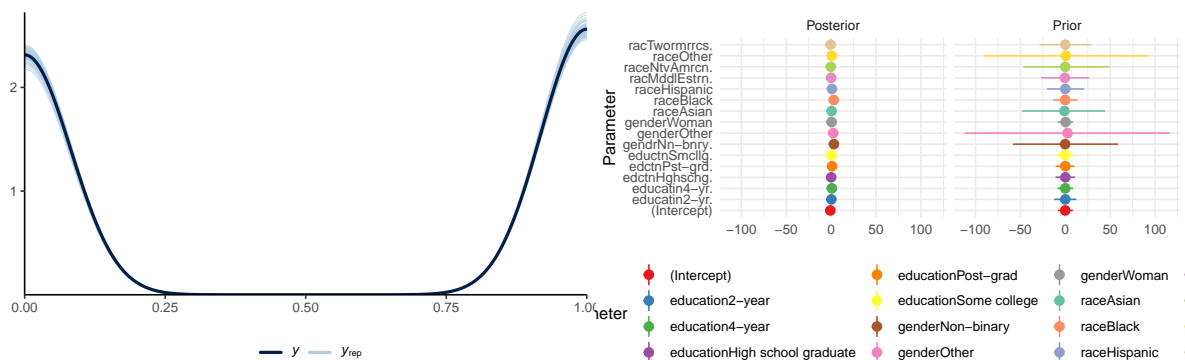 2
1
0.00
0.25
0.50
0.75
1.00
y
yrep
Posterior
Prior
Parameter
racTwormrrcs.
raceOther
raceNtvAmrcn.
racMddlEstrn.
raceHispanic
raceBlack
raceAsian
genderWoman
genderOther
gendrNn−bnry.
eductnSmcllg.
edctnPst−grd.
edctnHghschg.
educatin4−yr.
educatin2−yr.
(Intercept)
−100 −50 0 50 100
−100 −50 0 50 100
neter
(Intercept)
educationPost−grad
genderWoman
education2−year
educationSome college
raceAsian
education4−year
genderNon−binary
raceBlack
educationHigh school graduate
genderOther
raceHispanic